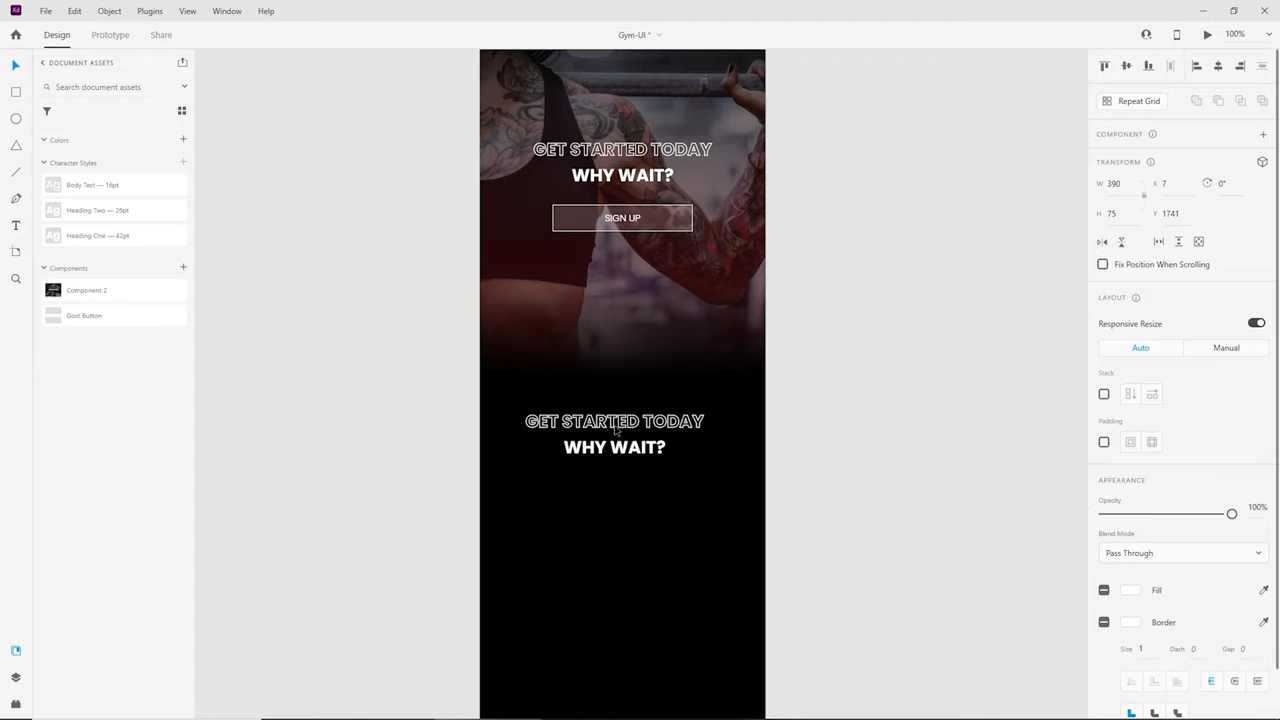 Xd File Edit Object Plugins View Window Help
Design Prototype Share Gym-UI * 100%
DOCUMENT ASSETS
Search document assets
Colors
Character Styles
Ag Body Text — 16pt
Ag Heading Two — 26pt
Ag Heading One — 42pt
Components
Component 2
Gost Button
GET STARTED TODAY
WHY WAIT?
SIGN UP
GET STARTED TODAY
WHY WAIT?
Repeat Grid
COMPONENT
TRANSFORM
W 390 X 7 0°
H 75 Y 1741
Fix Position When Scrolling
LAYOUT
Responsive Resize
Auto Manual
Stack
Padding
APPEARANCE
Opacity
100%
Blend Mode
Pass Through
Fill
Border
Size 1 Dash 0 Gap 0